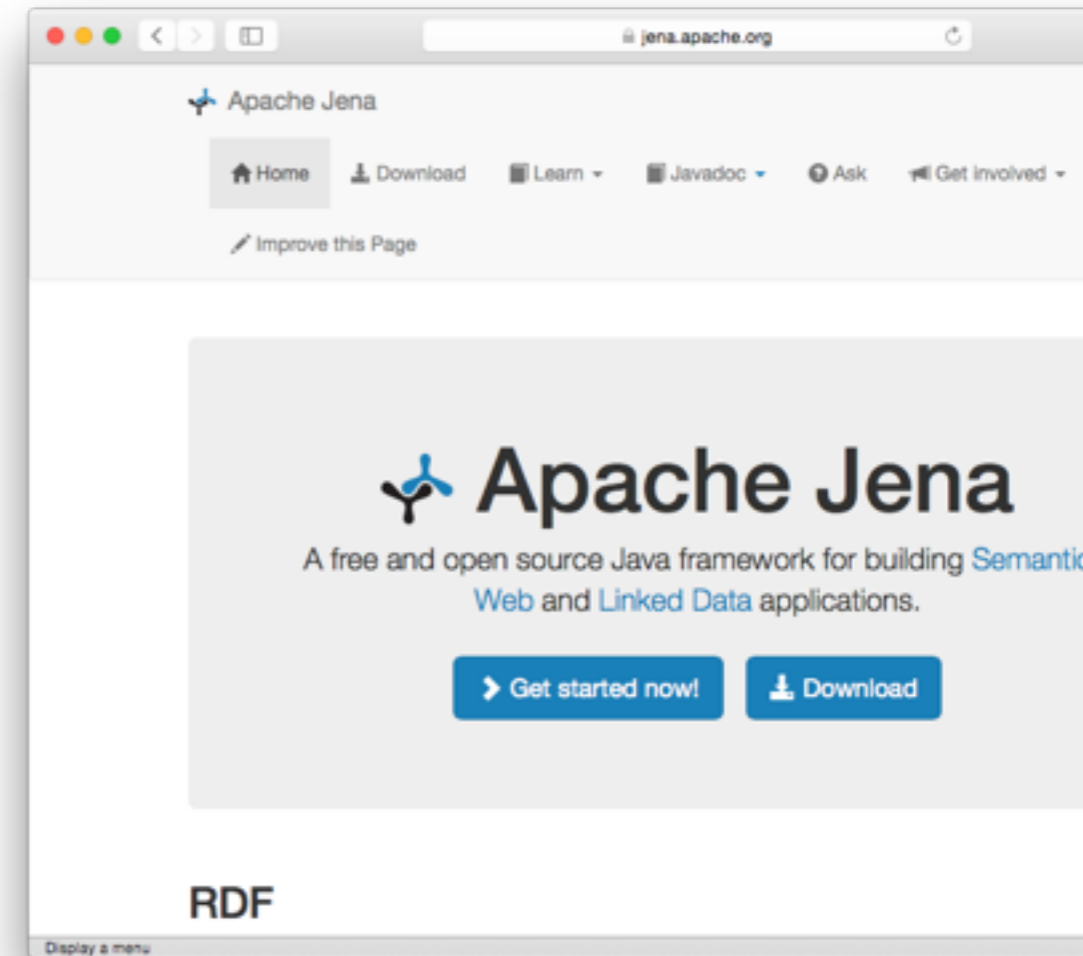 jena.apache.org
Apache Jena
Home Download Learn Javadoc Ask Get involved
Improve this Page
Apache Jena
A free and open source Java framework for building Semantic
Web and Linked Data applications.
Get started now! Download
RDF
Display a menu